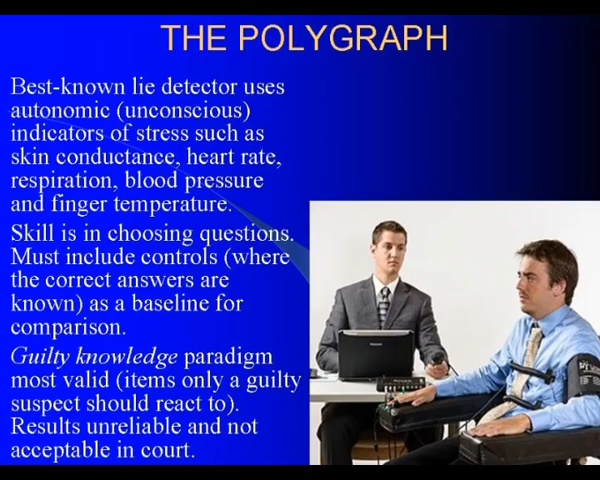 THE POLYGRAPH
Best-known lie detector uses
autonomic (unconscious)
indicators of stress such as
skin conductance, heart rate,
respiration, blood pressure
and finger temperature.
Skill is in choosing questions.
Must include controls (where
the correct answers are
known) as a baseline for
comparison.
Guilty knowledge paradigm
most valid (items only a guilty
suspect should react to).
Results unreliable and not
acceptable in court.